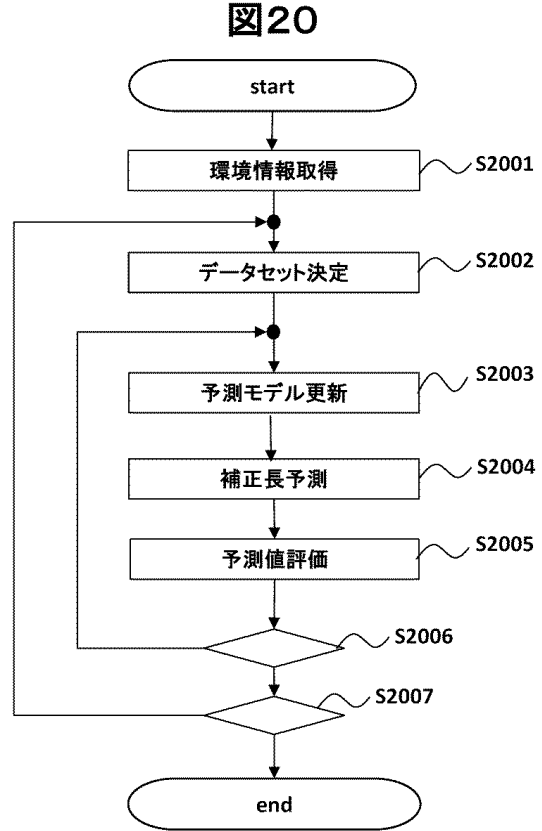 図20
start
環境情報取得
S2001
データセット決定
S2002
予測モデル更新
S2003
補正長予測
S2004
予測値評価
S2005
S2006
S2007
end